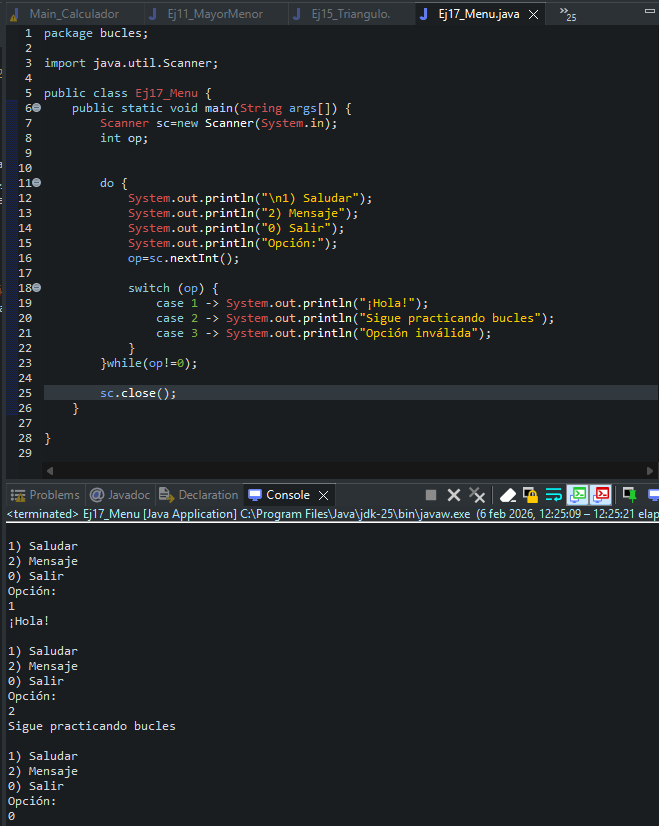 Main_Calculador
Ej11_MayorMenor
Ej15_Triangulo.
Ej17_Menu.java
25
1 package bucles;
2
3 import java.util.Scanner;
4
5 public class Ej17_Menu {
6 public static void main(String args[]) {
7 Scanner sc=new Scanner(System.in);
8 int op;
9
10
11 do {
12 System.out.println("\n1) Saludar");
13 System.out.println("2) Mensaje");
14 System.out.println("0) Salir");
15 System.out.println("Opción:");
16 op=sc.nextInt();
17
18 switch (op) {
19 case 1 -> System.out.println("¡Hola!");
20 case 2 -> System.out.println("Sigue practicando bucles");
21 case 3 -> System.out.println("Opción inválida");
22 }
23 }while(op!=0);
24
25 sc.close();
26 }
27
28 }
29
Problems
Javadoc
Declaration
Console
<terminated> Ej17_Menu [Java Application] C:\Program Files\Java\jdk-25\bin\javaw.exe (6 feb 2026, 12:25:09 – 12:25:21 elap
1) Saludar
2) Mensaje
0) Salir
Opción:
1
¡Hola!
1) Saludar
2) Mensaje
0) Salir
Opción:
2
Sigue practicando bucles
1) Saludar
2) Mensaje
0) Salir
Opción:
0